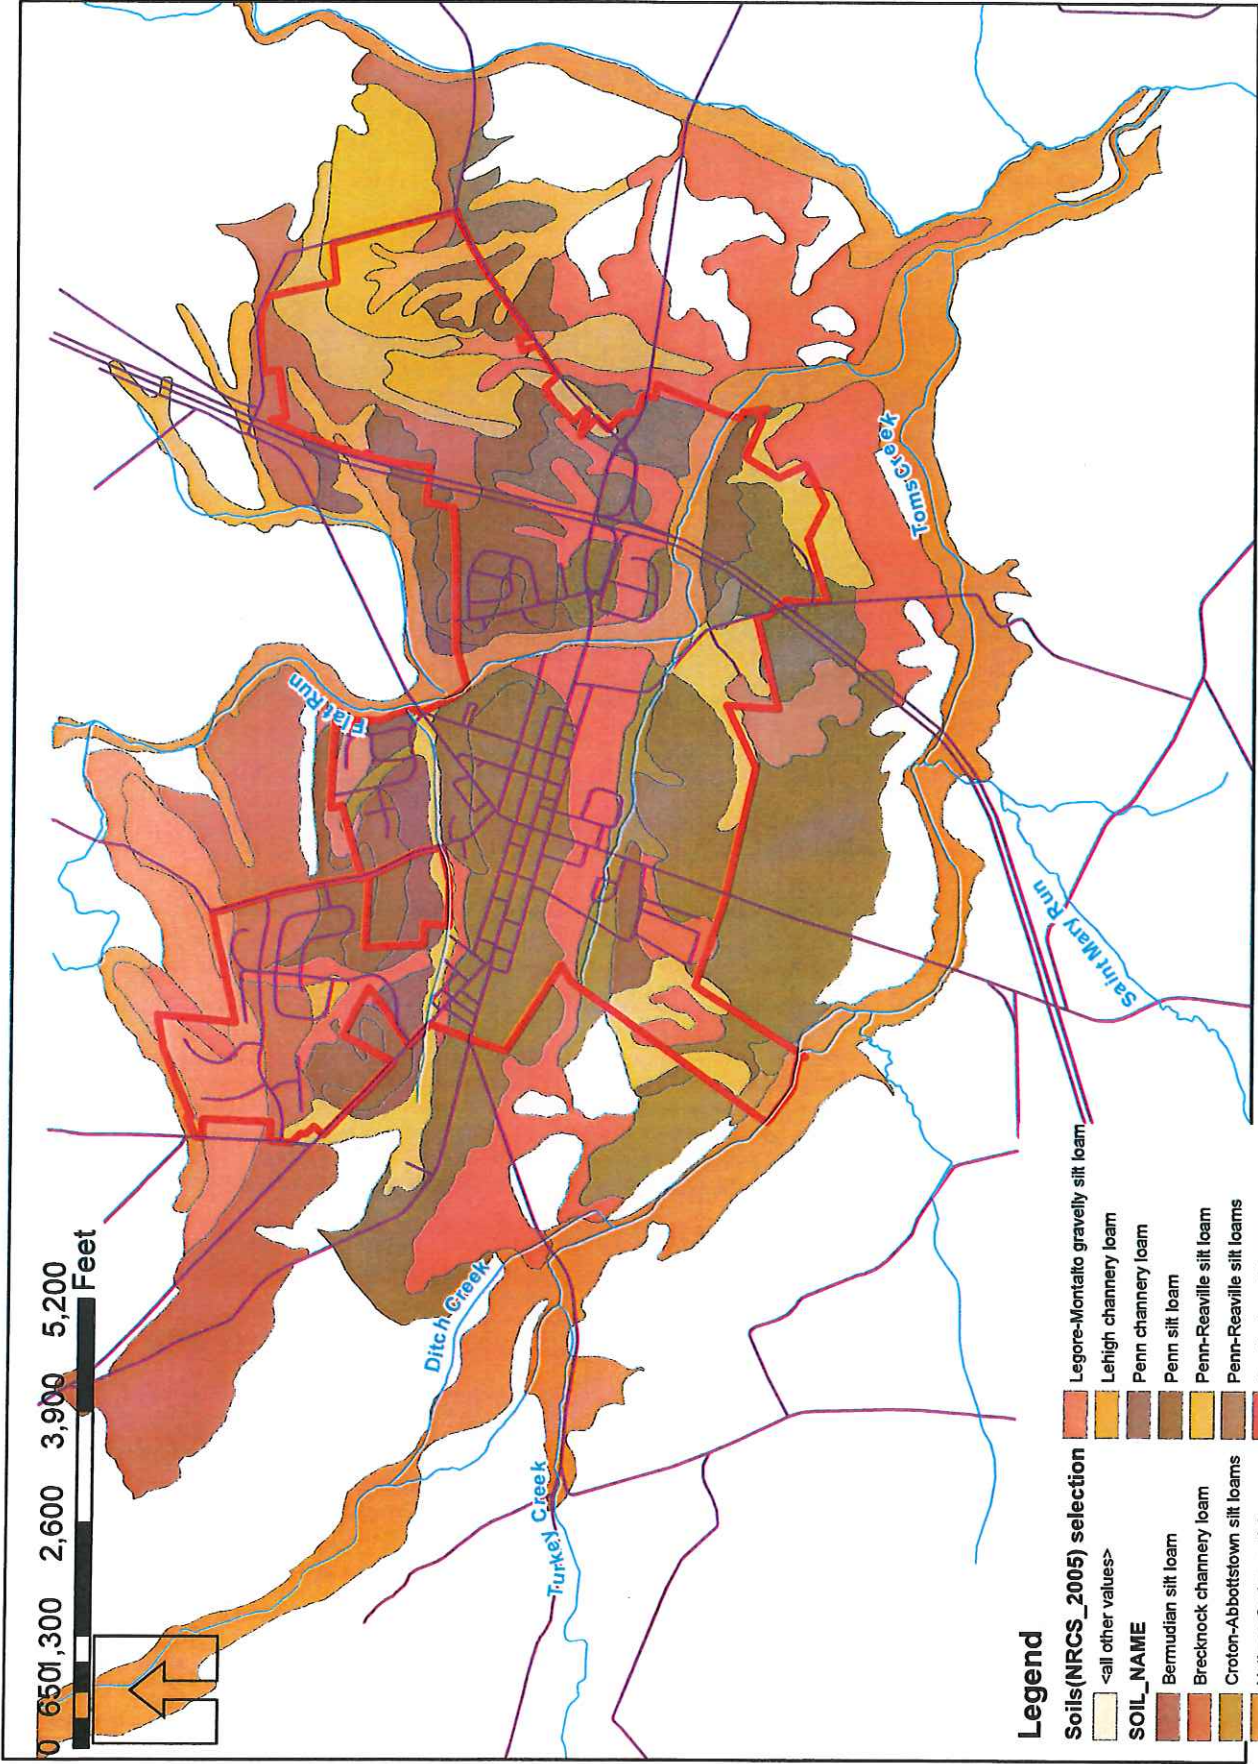 0 650 1,300 2,600 3,900 5,200
Feet
Flat Run
Toms Creek
Ditch Creek
Turkey Creek
Saint Mary Run
Legend
Soils(NRCS_2005) selection
<all other values>
SOIL_NAME
Bermudian silt loam
Brecknock channery loam
Croton-Abbottstown silt loams
Legore-Montalto gravelly silt loam
Lehigh channery loam
Penn channery loam
Penn silt loam
Penn-Reaville silt loam
Penn-Reaville silt loams